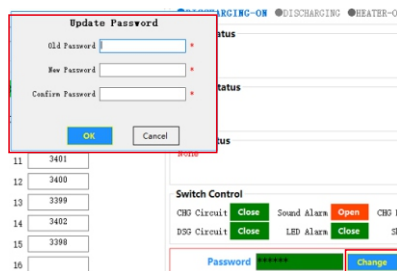 DISCHARGING-ON DISCHARGING HEATER-O
Update Password
Old Password *
New Password *
Confirm Password *
OK Cancel
tatus
tatus
tus
None
11 3401
12 3400
13 3399
14 3402
15 3398
16
Switch Control
CHG Circuit Close Sound Alarm Open CHG
DSG Circuit Close LED Alarm Close
Password ****** Change